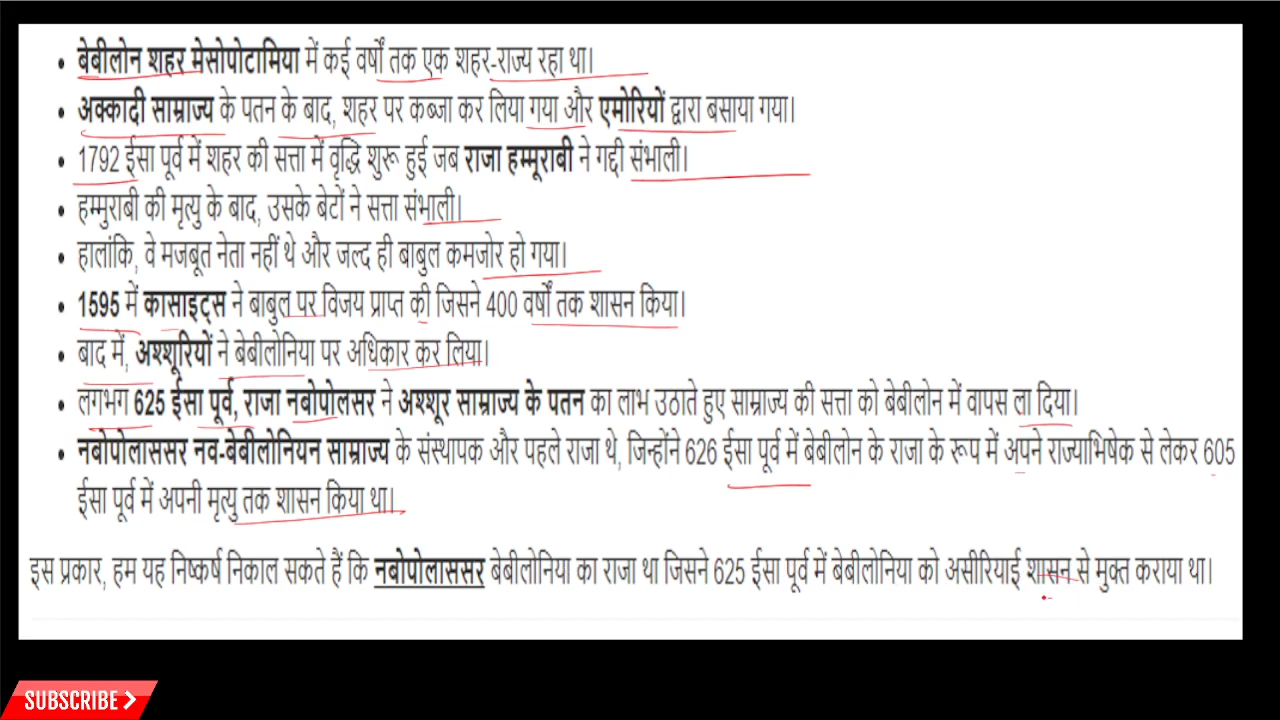 • बेबीलोन शहर मेसोपोटामिया में कई वर्षों तक एक शहर-राज्य रहा था।
• अक्कादी साम्राज्य के पतन के बाद, शहर पर कब्जा कर लिया गया और एमोरियों द्वारा बसाया गया।
• 1792 ईसा पूर्व में शहर की सत्ता में वृद्धि शुरू हुई जब राजा हम्मूराबी ने गद्दी संभाली।
• हम्मुराबी की मृत्यु के बाद, उसके बेटों ने सत्ता संभाली।
• हालांकि, वे मजबूत नेता नहीं थे और जल्द ही बाबुल कमजोर हो गया।
• 1595 में कासाइट्स ने बाबुल पर विजय प्राप्त की जिसने 400 वर्षों तक शासन किया।
• बाद में, अश्शूरियों ने बेबीलोनिया पर अधिकार कर लिया।
• लगभग 625 ईसा पूर्व, राजा नबोपोलसर ने अश्शूर साम्राज्य के पतन का लाभ उठाते हुए साम्राज्य की सत्ता को बेबीलोन में वापस ला दिया।
• नबोपोलाससर नव-बेबीलोनियन साम्राज्य के संस्थापक और पहले राजा थे, जिन्होंने 626 ईसा पूर्व में बेबीलोन के राजा के रूप में अपने राज्याभिषेक से लेकर 605
ईसा पूर्व में अपनी मृत्यु तक शासन किया था।
इस प्रकार, हम यह निष्कर्ष निकाल सकते हैं कि नबोपोलाससर बेबीलोनिया का राजा था जिसने 625 ईसा पूर्व में बेबीलोनिया को असीरियाई शासन से मुक्त कराया था।
SUBSCRIBE